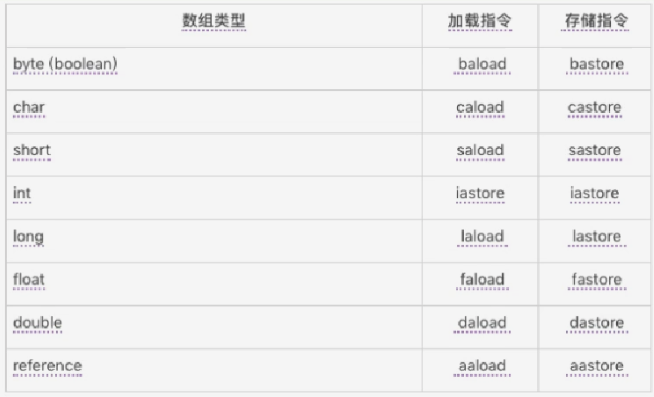 数组类型 加载指令 存储指令
byte (boolean) baload bastore
char caload castore
short saload sastore
int iastore iastore
long laload lastore
float faload fastore
double daload dastore
reference aaload aastore